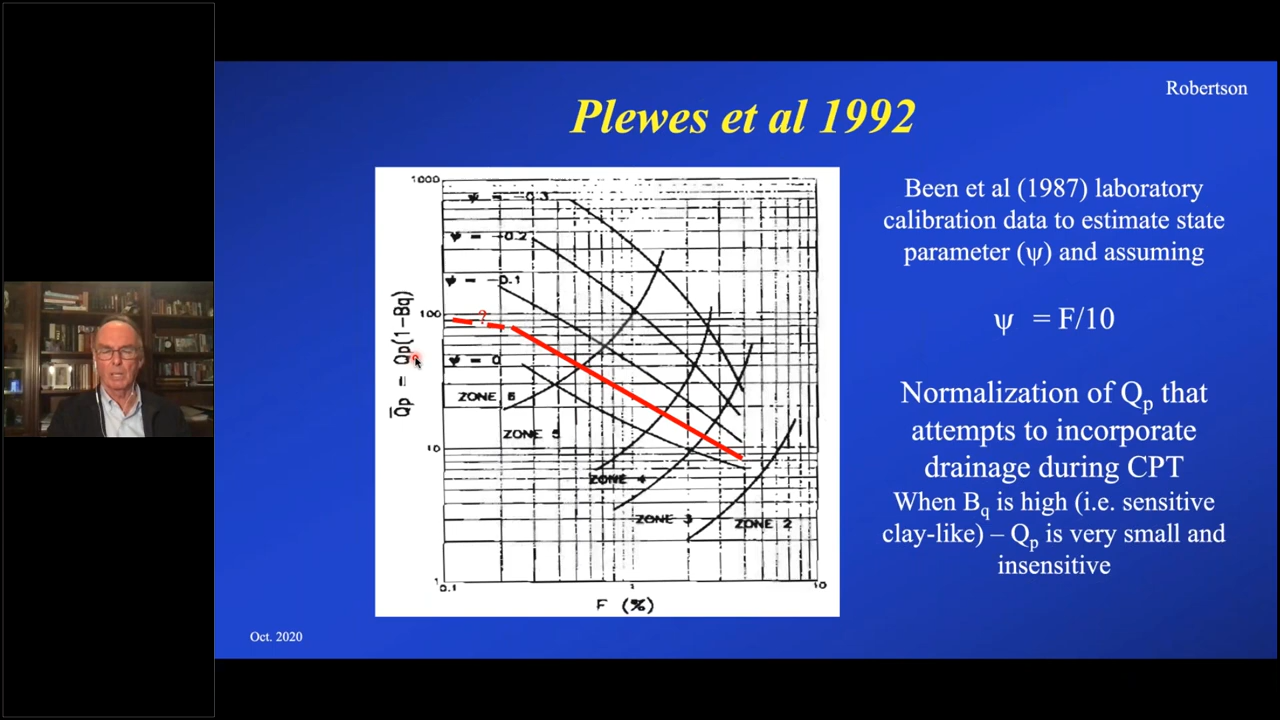 Robertson
Plewes et al 1992
Been et al (1987) laboratory
calibration data to estimate state
parameter (ψ) and assuming
ψ = F/10
Normalization of Qp that
attempts to incorporate
drainage during CPT
When Bq is high (i.e. sensitive
clay-like) – Qp is very small and
insensitive
1000
100
10
1
Q̅p = Qp(1-Bq)
ψ = -0.3
ψ = -0.2
ψ = -0.1
?
ψ = 0
ZONE 6
ZONE 5
ZONE 4
ZONE 3
ZONE 2
0.1
1
10
F (%)
Oct. 2020